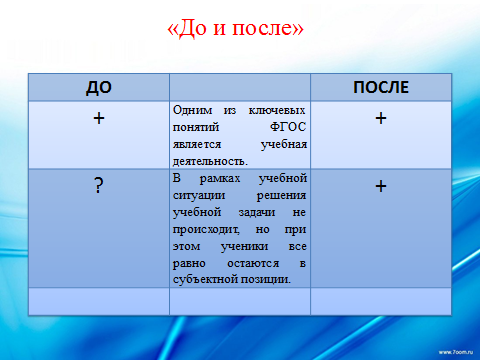 «До и после»
ДО ПОСЛЕ
+ Одним из ключевых +
понятий ФГОС
является учебная
деятельность.
? В рамках учебной +
ситуации решения
учебной задачи не
происходит, но при
этом ученики все
равно остаются в
субъектной позиции.
www.7oom.ru